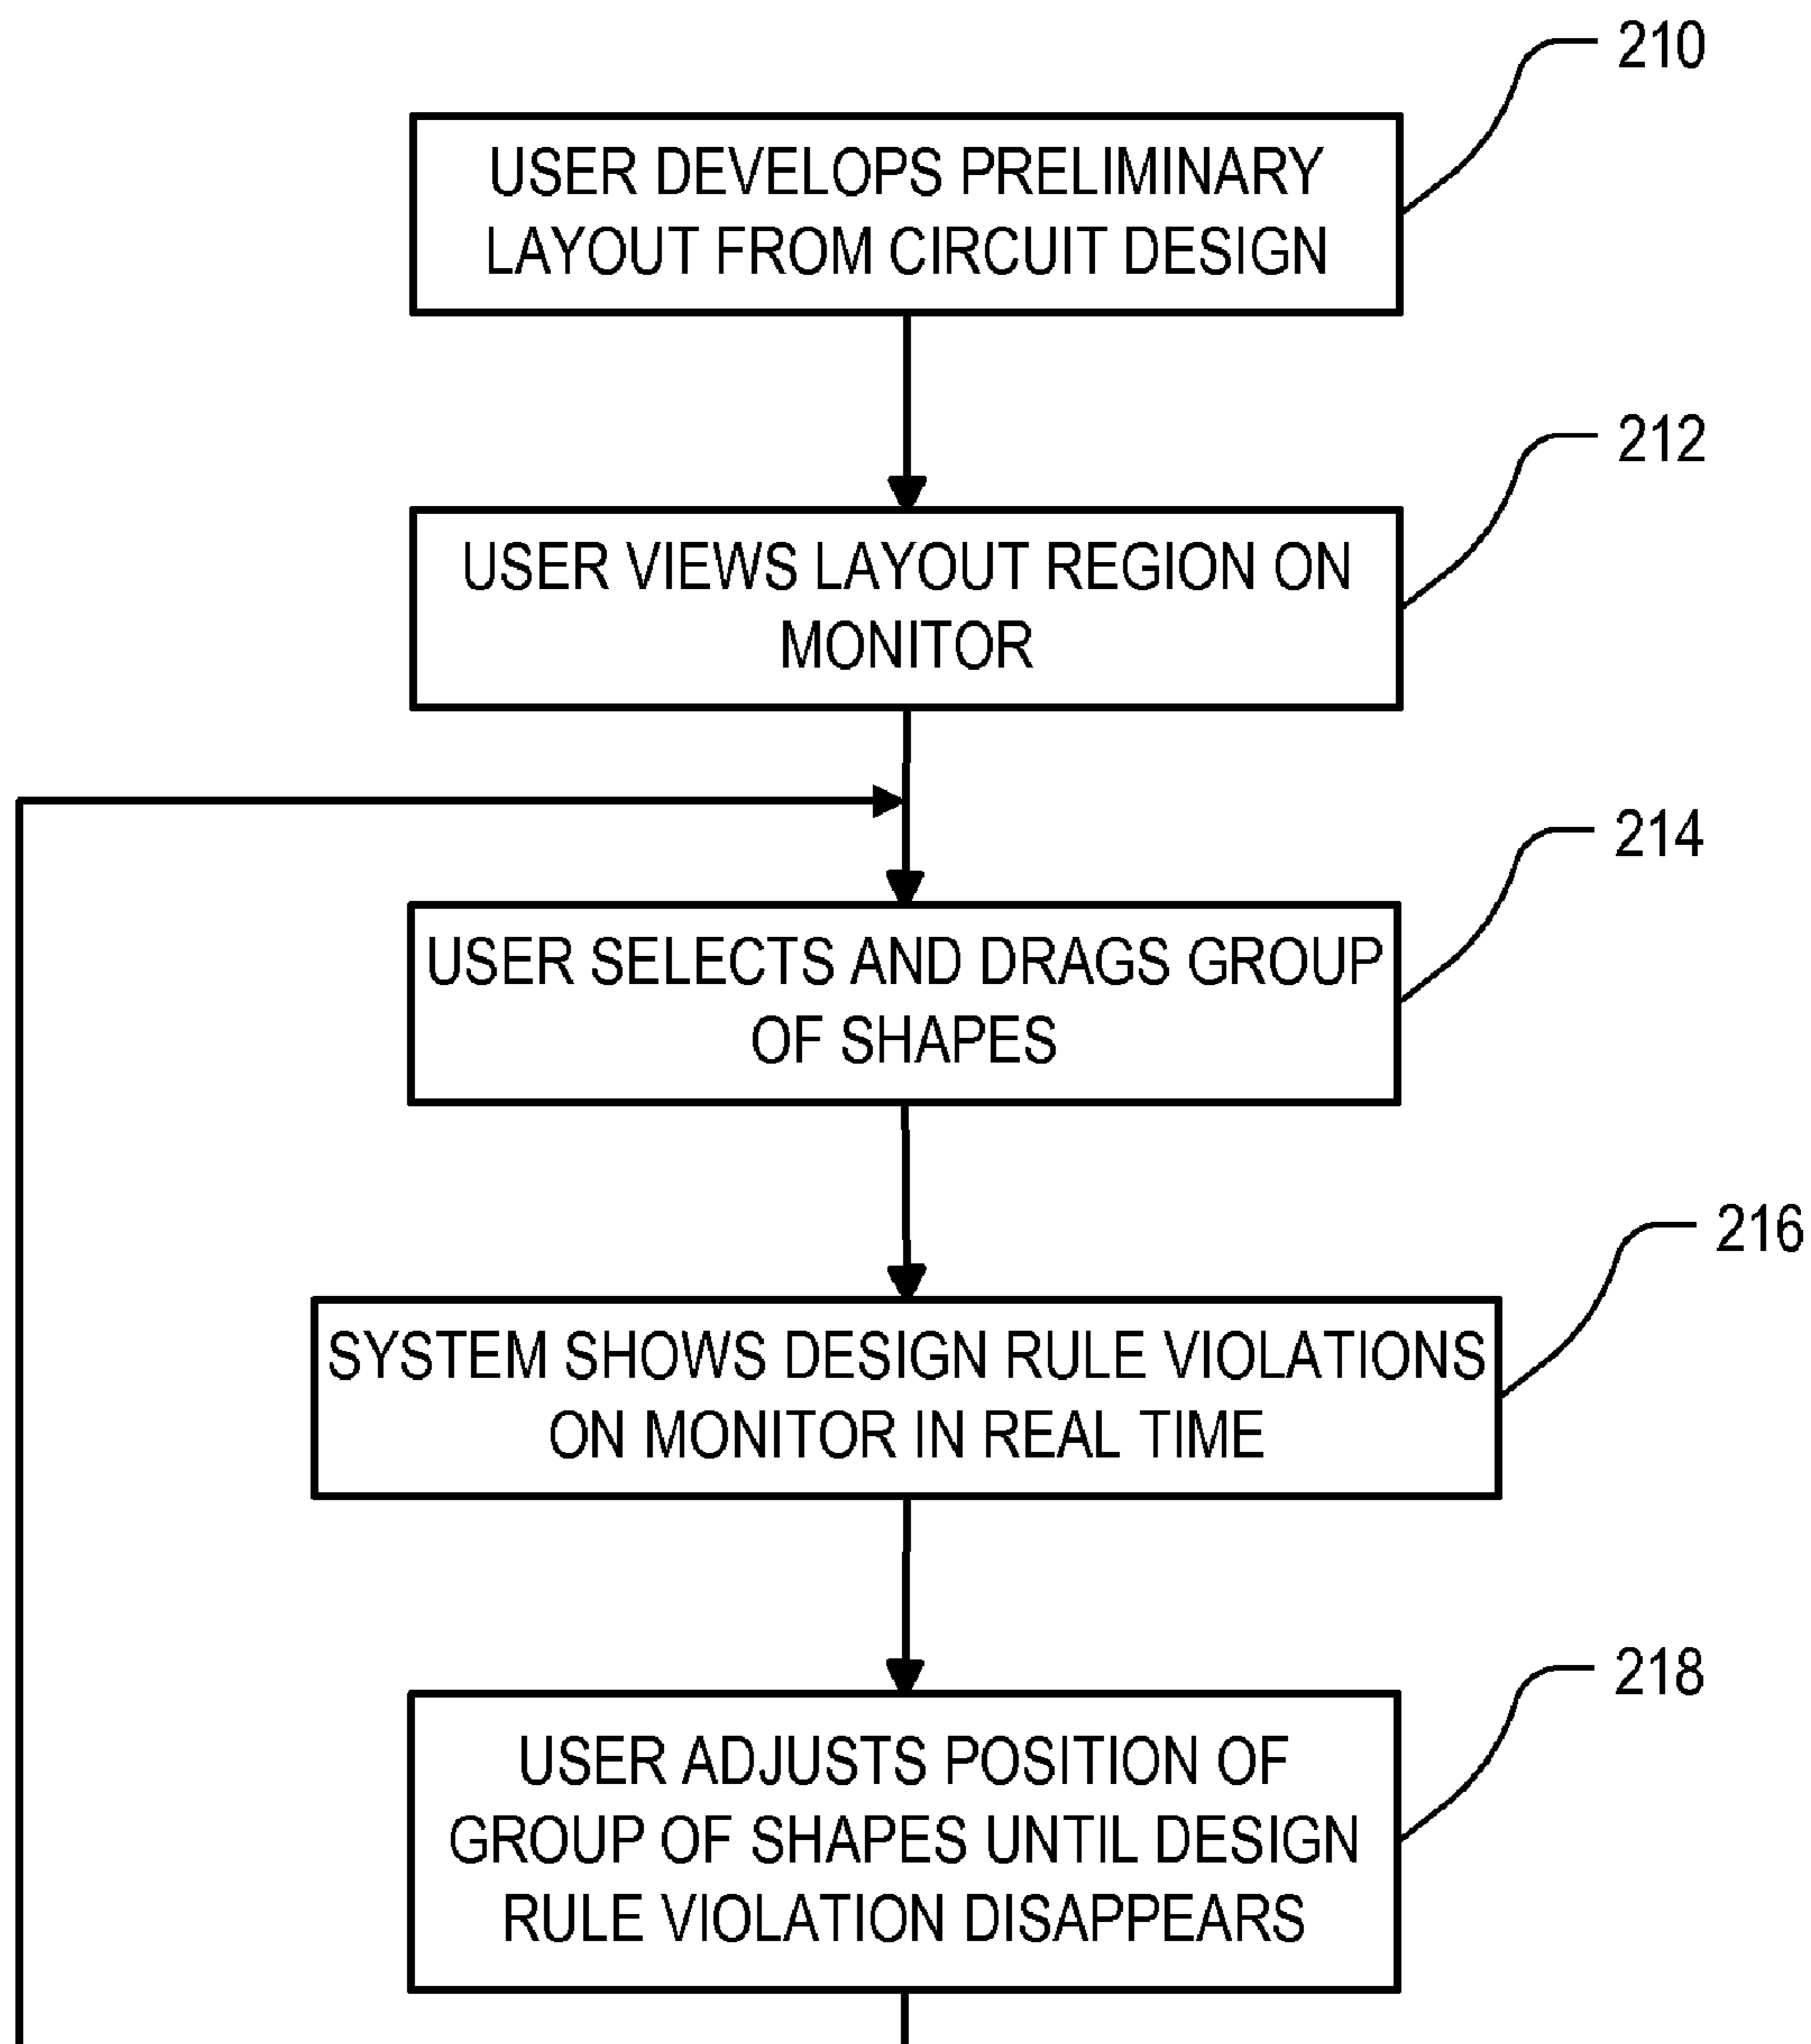 210
USER DEVELOPS PRELIMINARY
LAYOUT FROM CIRCUIT DESIGN
212
USER VIEWS LAYOUT REGION ON
MONITOR
214
USER SELECTS AND DRAGS GROUP
OF SHAPES
216
SYSTEM SHOWS DESIGN RULE VIOLATIONS
ON MONITOR IN REAL TIME
218
USER ADJUSTS POSITION OF
GROUP OF SHAPES UNTIL DESIGN
RULE VIOLATION DISAPPEARS